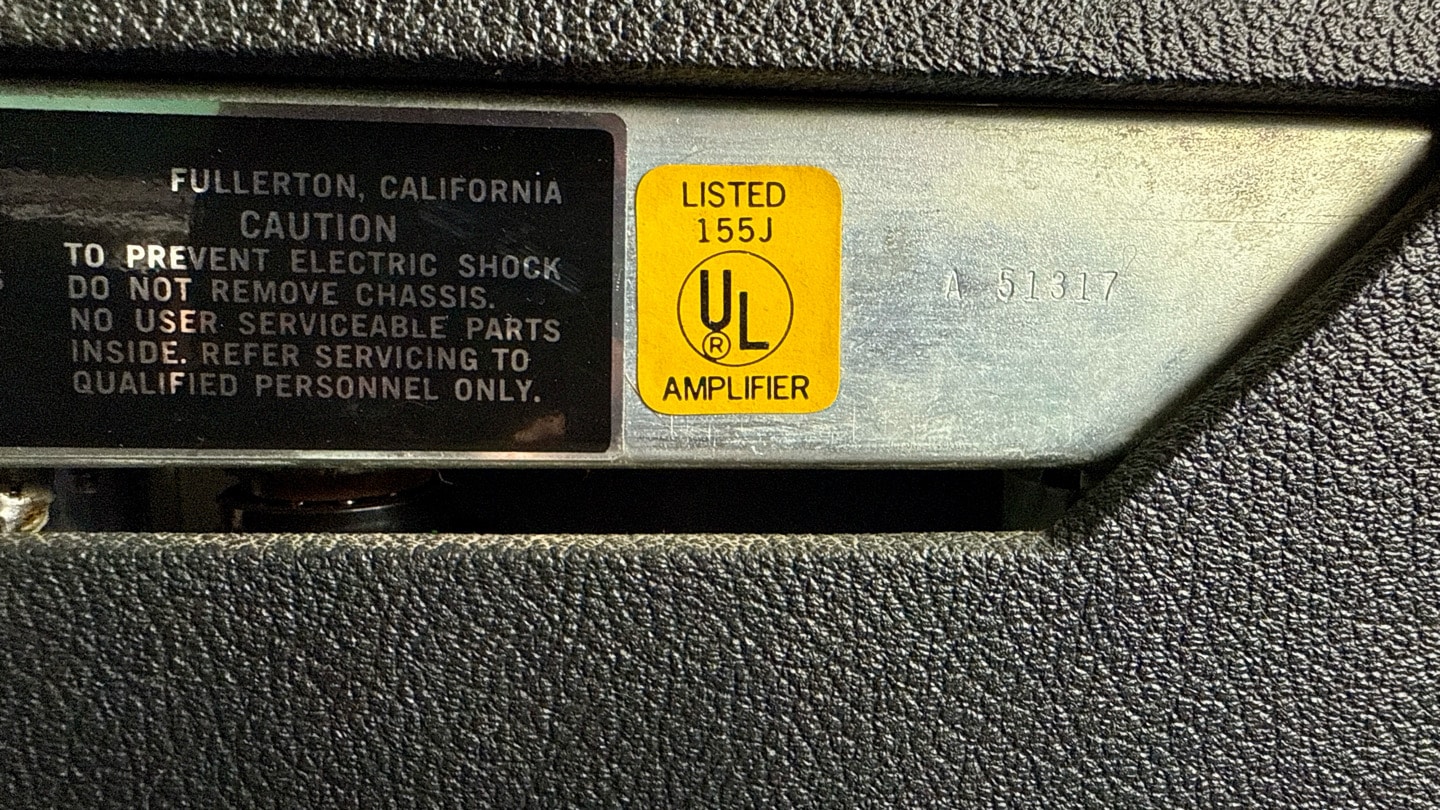 FULLERTON, CALIFORNIA
CAUTION
TO PREVENT ELECTRIC SHOCK
DO NOT REMOVE CHASSIS.
NO USER SERVICEABLE PARTS
INSIDE. REFER SERVICING TO
QUALIFIED PERSONNEL ONLY.
LISTED
155J
UL
®
AMPLIFIER
A 51317